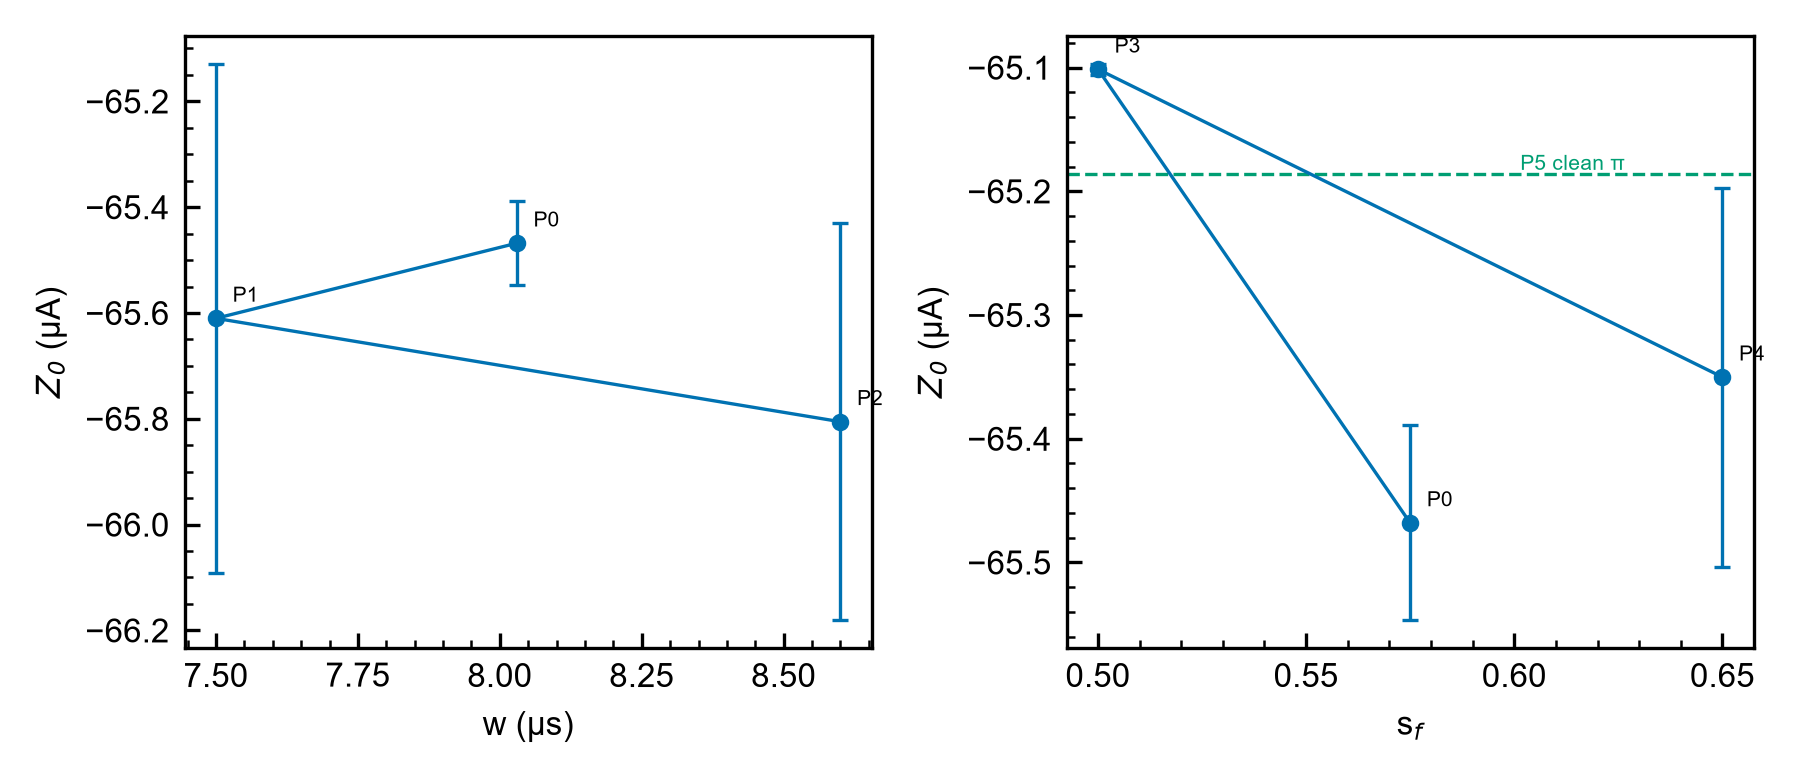 −65.2
−65.4
−65.6
−65.8
−66.0
−66.2
Z0 (μA)
P1
P0
P2
7.50 7.75 8.00 8.25 8.50
w (μs)
−65.1
−65.2
−65.3
−65.4
−65.5
Z0 (μA)
P3
P5 clean π
P4
P0
0.50 0.55 0.60 0.65
sf